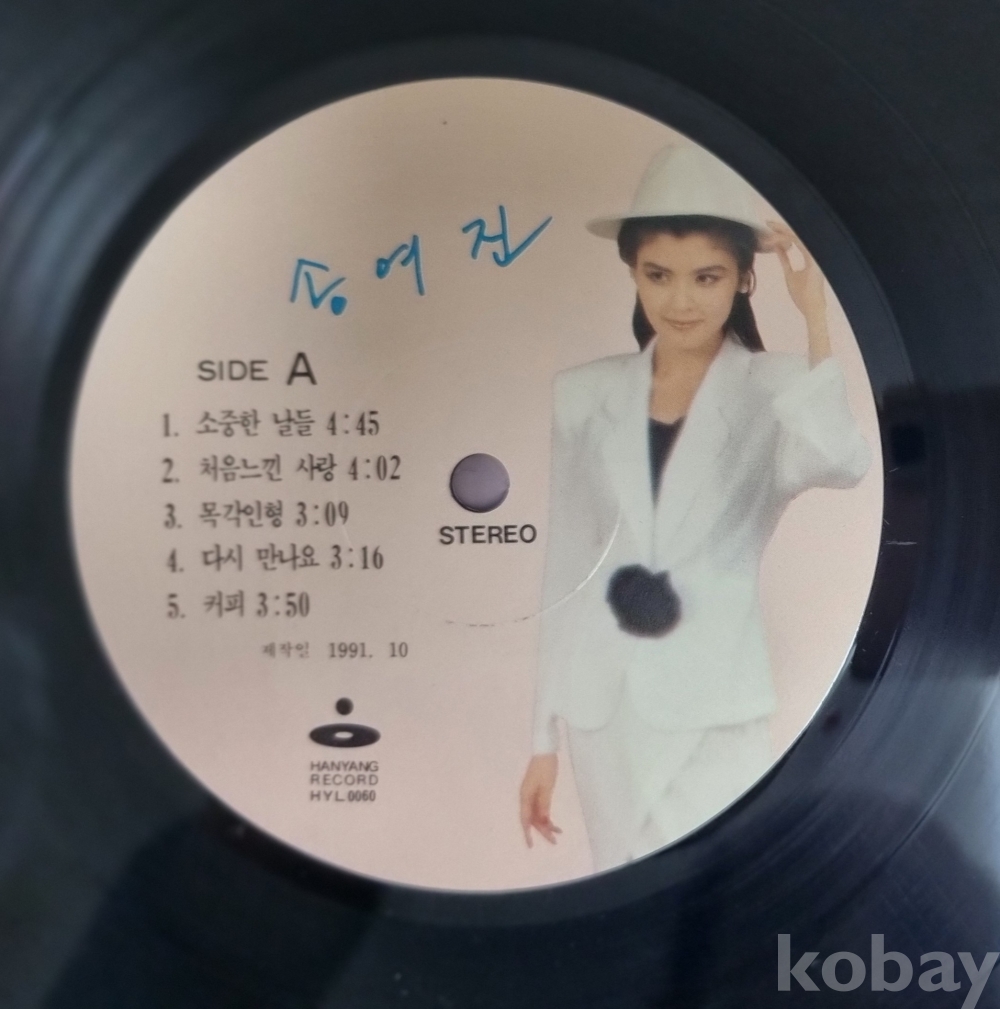 송여진
SIDE A
1. 소중한 날들 4:45
2. 처음느낀 사랑 4:02
3. 목각인형 3:09
4. 다시 만나요 3:16
5. 커피 3:50
제작일 1991. 10
STEREO
HANYANG
RECORD
HYL.0060
kobay